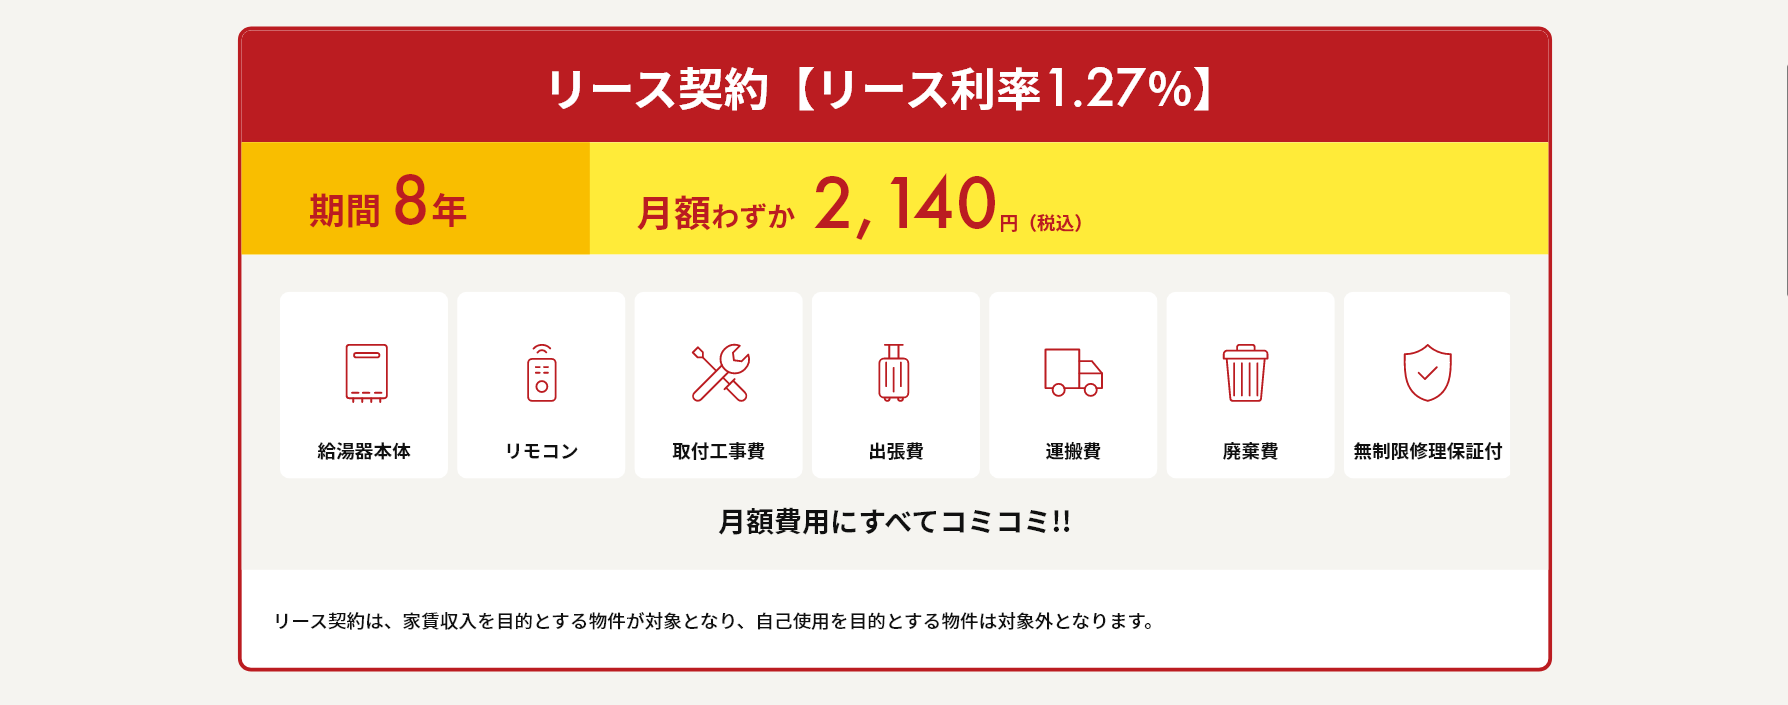 リース契約【リース利率1.27%】
期間 8年
月額わずか 2,140円（税込）
給湯器本体
リモコン
取付工事費
出張費
運搬費
廃棄費
無制限修理保証付
月額費用にすべてコミコミ!!
リース契約は、家賃収入を目的とする物件が対象となり、自己使用を目的とする物件は対象外となります。